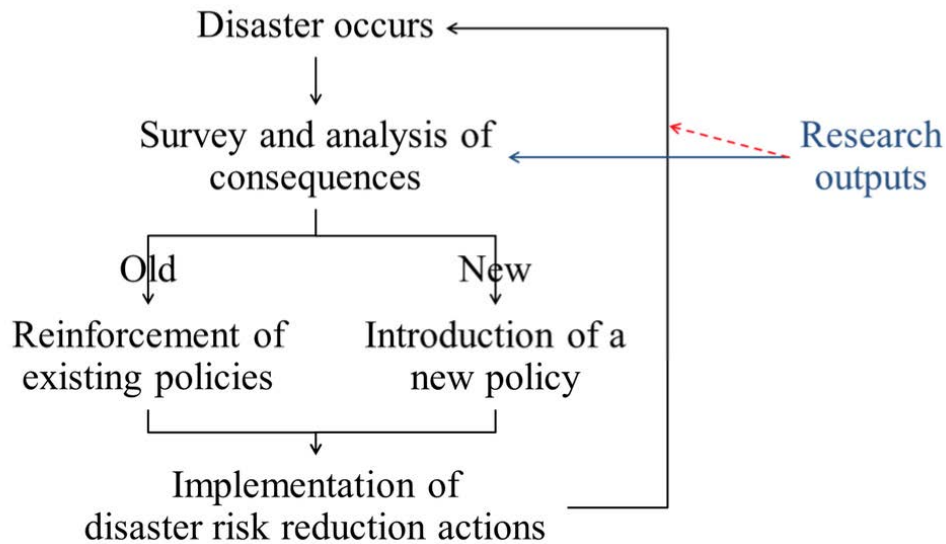 Disaster occurs
Survey and analysis of
consequences
Research
outputs
Old
New
Reinforcement of
existing policies
Introduction of a
new policy
Implementation of
disaster risk reduction actions